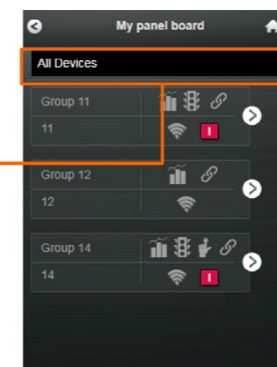 My panel board
All Devices
Group 11
11
I
Group 12
12
Group 14
14
I